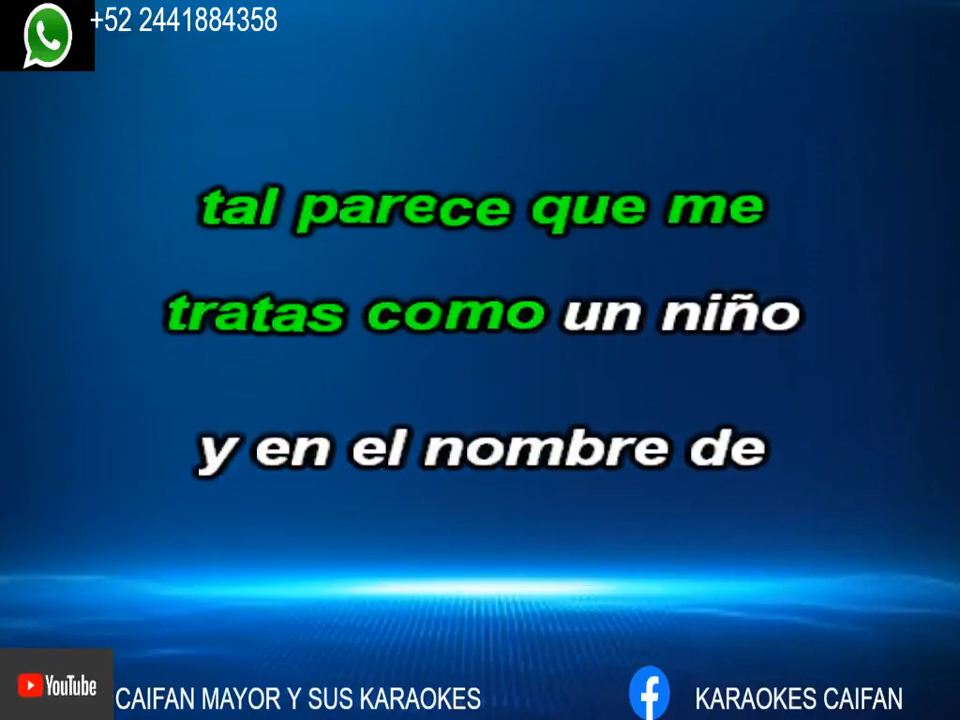 +52 2441884358
tal parece que me
tratas como un niño
y en el nombre de
YouTube
CAIFAN MAYOR Y SUS KARAOKES
KARAOKES CAIFAN